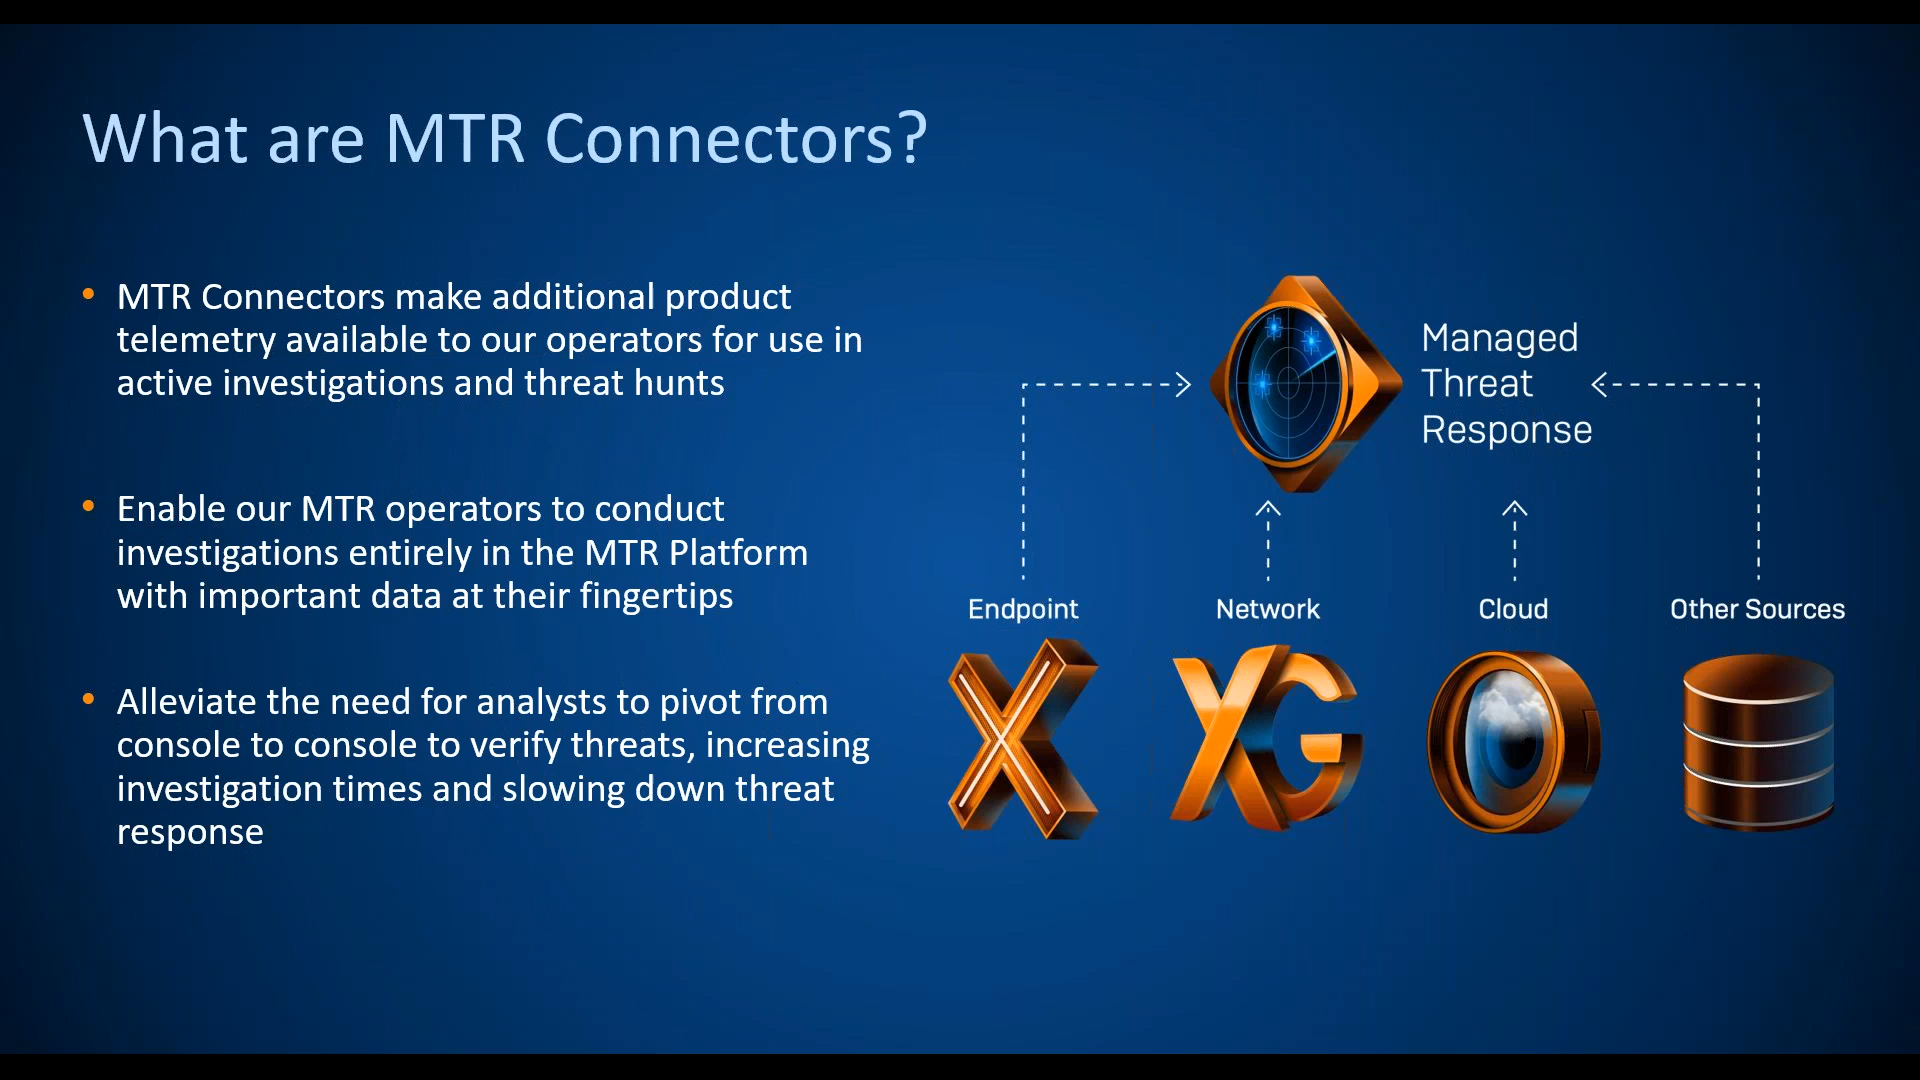 What are MTR Connectors?
• MTR Connectors make additional product
telemetry available to our operators for use in
active investigations and threat hunts
• Enable our MTR operators to conduct
investigations entirely in the MTR Platform
with important data at their fingertips
• Alleviate the need for analysts to pivot from
console to console to verify threats, increasing
investigation times and slowing down threat
response
Managed
Threat
Response
Endpoint
Network
Cloud
Other Sources
XG